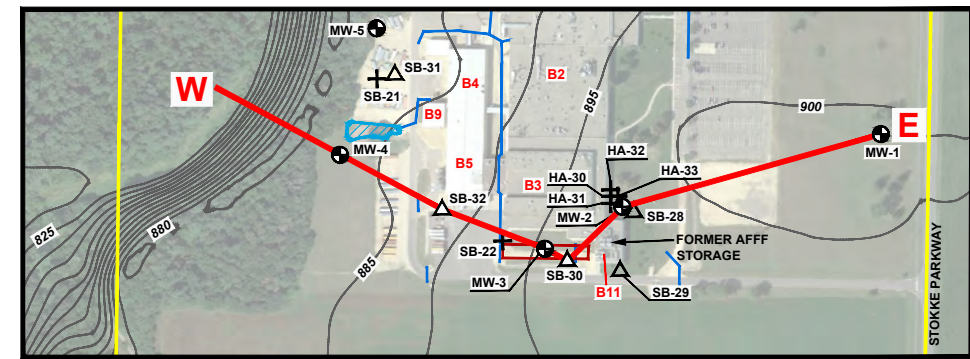 MW-5
SB-31
SB-21
W
B4
B2
B9
895
900
E
MW-4
MW-1
HA-32
B5
B3
HA-30
HA-33
HA-31
SB-32
MW-2
SB-28
825
880
885
SB-22
FORMER AFFF
STORAGE
SB-30
MW-3
B11
SB-29
STOKKE PARKWAY